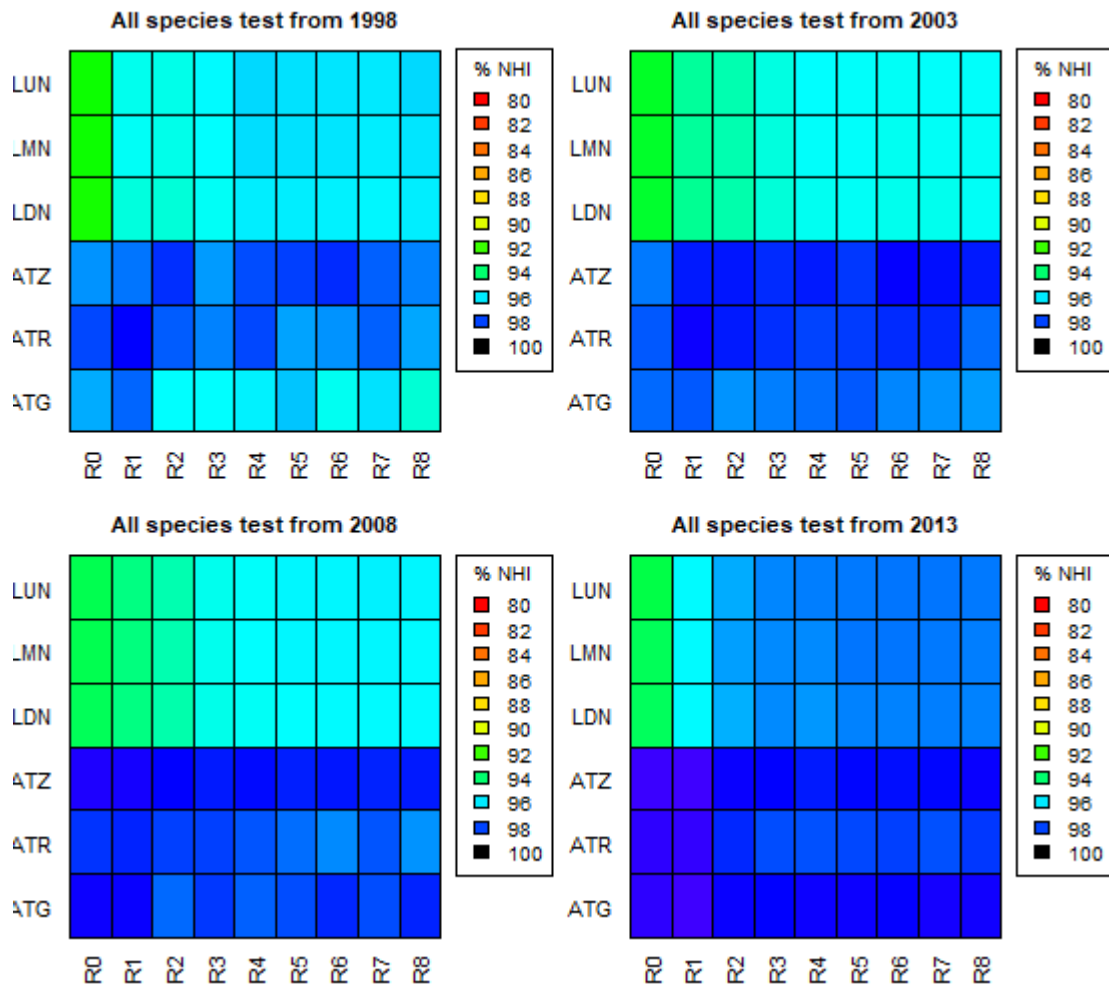 All species test from 1998
LUN
LMN
LDN
ATZ
ATR
ATG
R0 R1 R2 R3 R4 R5 R6 R7 R8
% NHI
80
82
84
86
88
90
92
94
96
98
100
All species test from 2003
LUN
LMN
LDN
ATZ
ATR
ATG
R0 R1 R2 R3 R4 R5 R6 R7 R8
% NHI
80
82
84
86
88
90
92
94
96
98
100
All species test from 2008
LUN
LMN
LDN
ATZ
ATR
ATG
R0 R1 R2 R3 R4 R5 R6 R7 R8
% NHI
80
82
84
86
88
90
92
94
96
98
100
All species test from 2013
LUN
LMN
LDN
ATZ
ATR
ATG
R0 R1 R2 R3 R4 R5 R6 R7 R8
% NHI
80
82
84
86
88
90
92
94
96
98
100